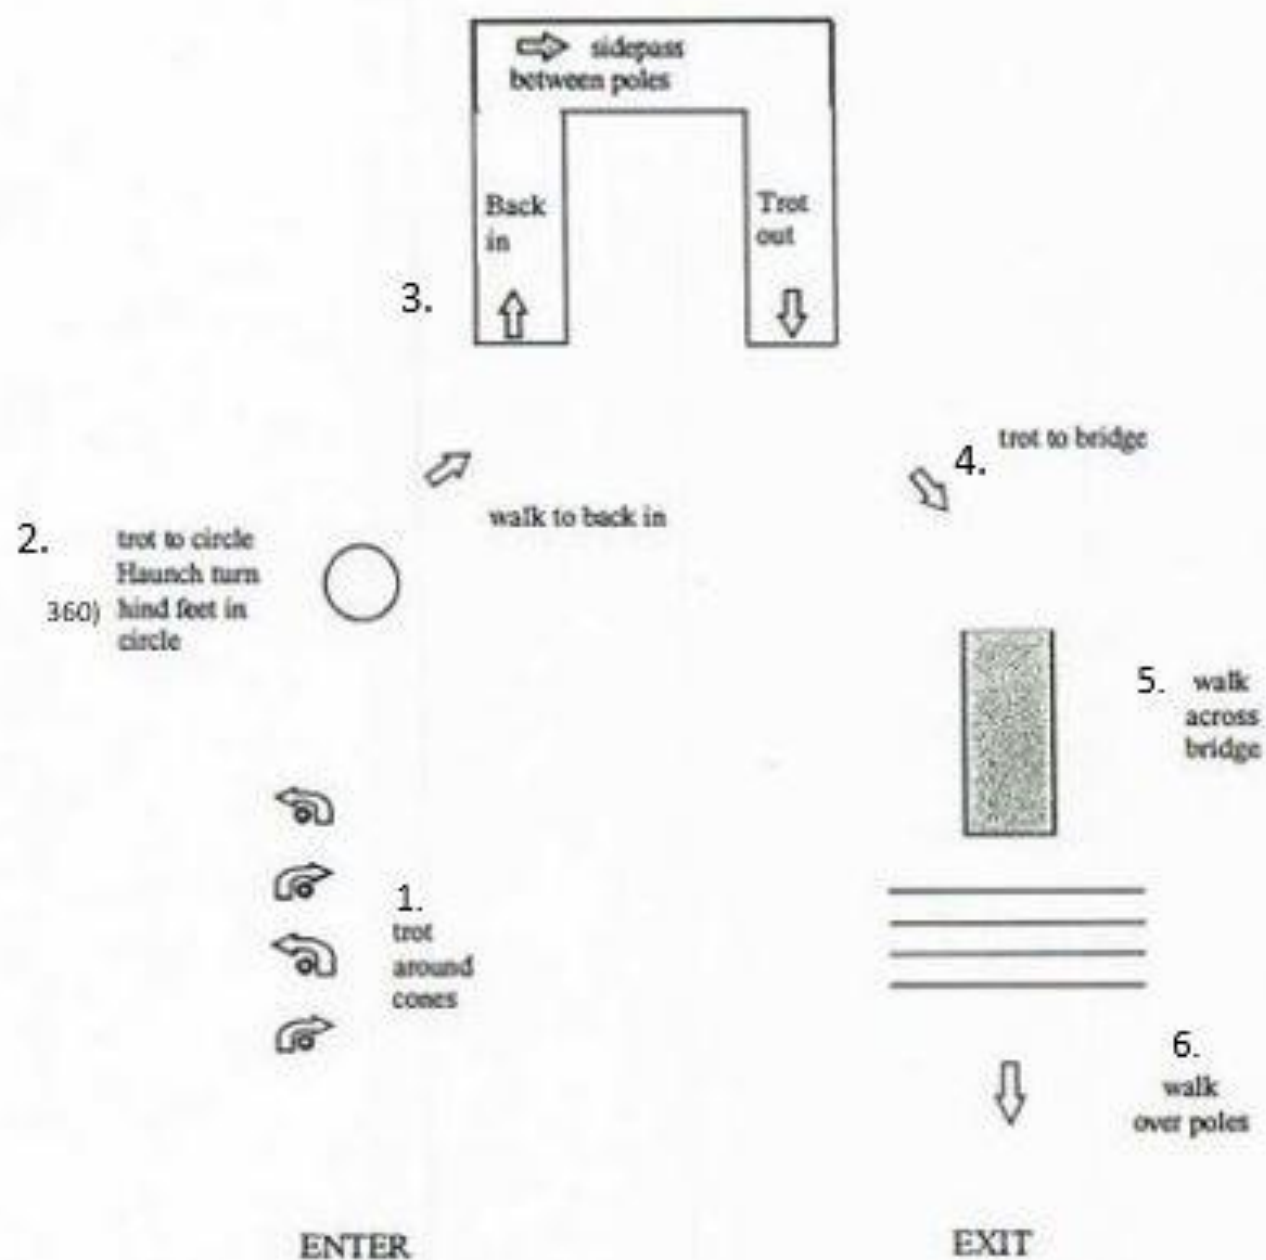 sidepass
between poles
Back
in
Trot
out
3.
4.
trot to bridge
walk to back in
2.
trot to circle
Haunch turn
360) hind feet in
circle
5. walk
across
bridge
1.
trot
around
cones
6.
walk
over poles
ENTER
EXIT